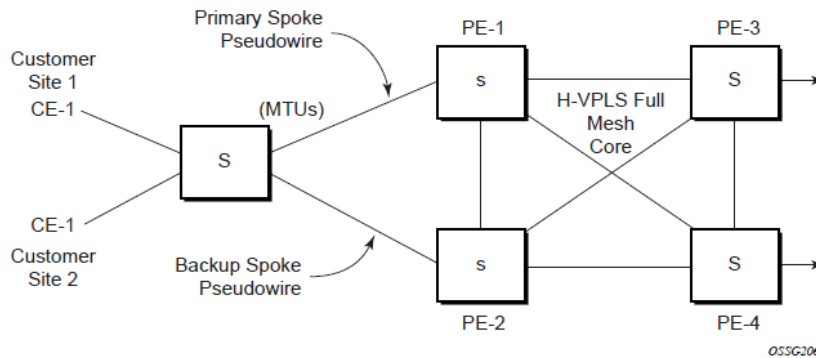 Primary Spoke
Pseudowire
PE-1
PE-3
Customer
Site 1
CE-1
(MTUs)
S
s
S
H-VPLS Full
Mesh
Core
CE-1
Customer
Site 2
Backup Spoke
Pseudowire
s
S
PE-2
PE-4
OSSG206